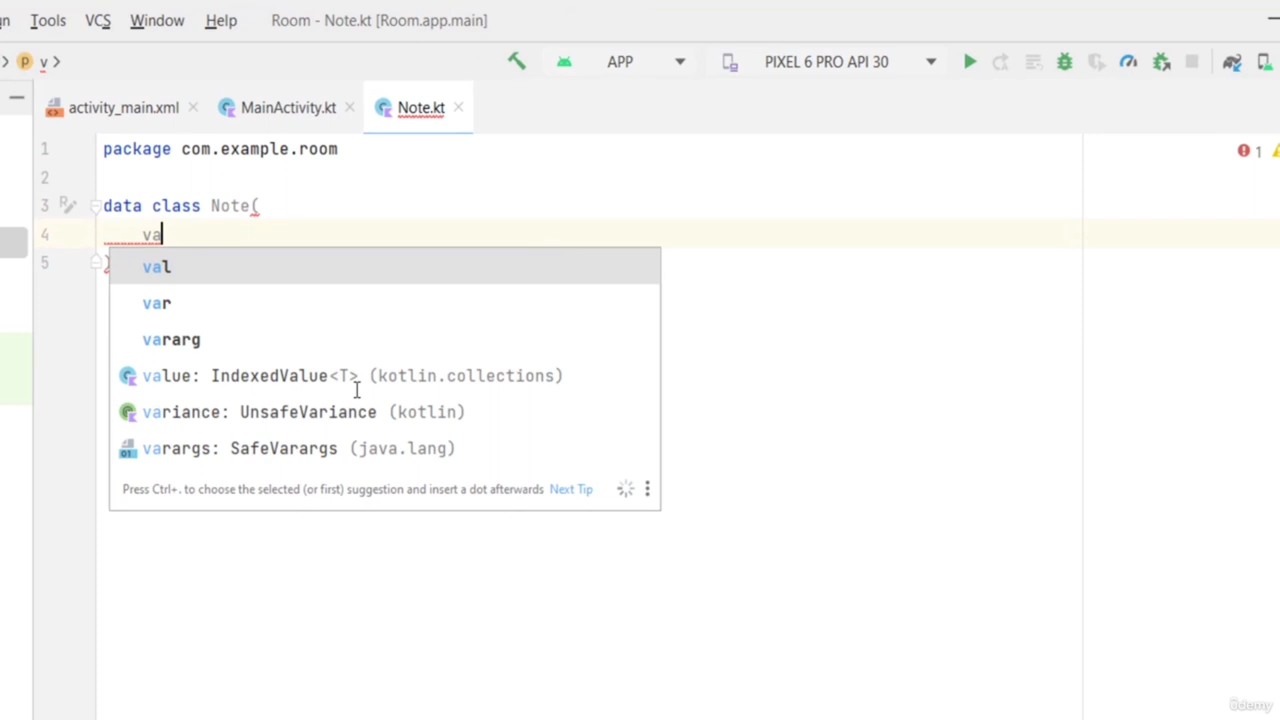 Tools VCS Window Help Room - Note.kt [Room.app.main]
p v APP PIXEL 6 PRO API 30
activity_main.xml MainActivity.kt Note.kt
1 package com.example.room
1
2
3 data class Note(
4 va
5 )
val
var
vararg
value: IndexedValue<T> (kotlin.collections)
variance: UnsafeVariance (kotlin)
varargs: SafeVarargs (java.lang)
Press Ctrl+. to choose the selected (or first) suggestion and insert a dot afterwards Next Tip
ûdemy